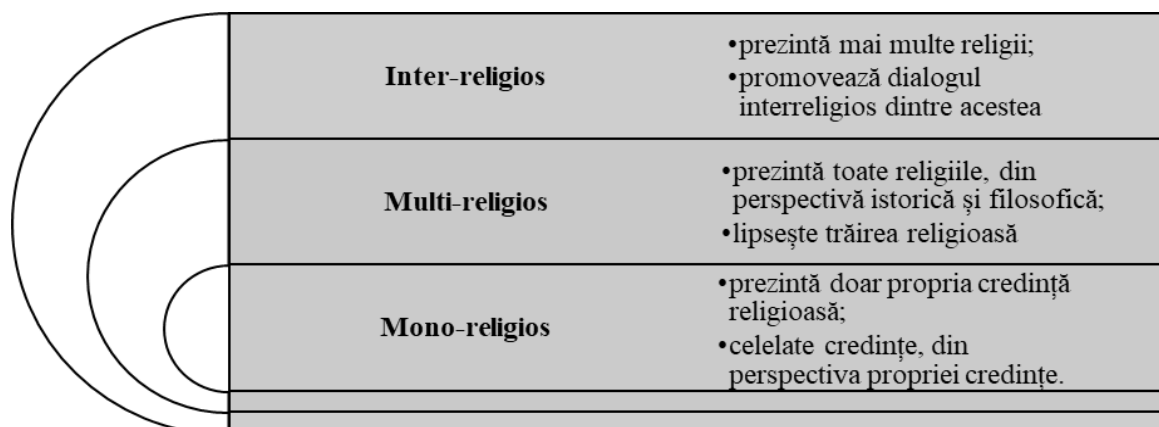 Inter-religios
•prezintă mai multe religii;
•promovează dialogul
interreligios dintre acestea
Multi-religios
•prezintă toate religiile, din
perspectivă istorică și filosofică;
•lipsește trăirea religioasă
Mono-religios
•prezintă doar propria credință
religioasă;
•celelate credințe, din
perspectiva propriei credințe.